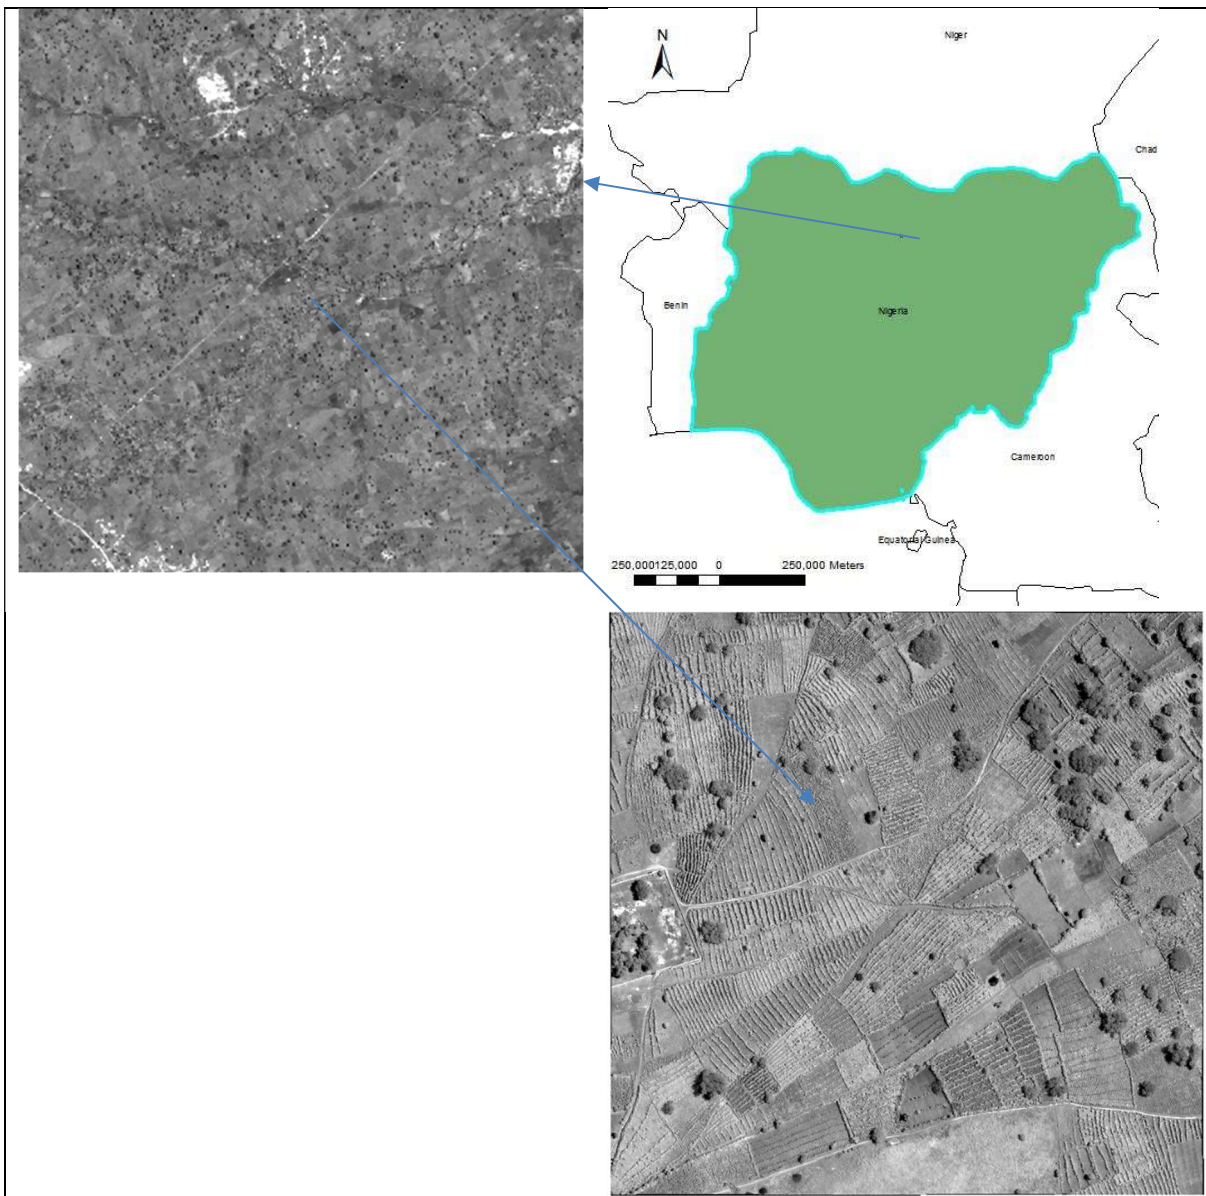 N
Niger
Chad
Benin
Nigeria
Cameroon
Equatorial Guinea
250,000125,000 0 250,000 Meters